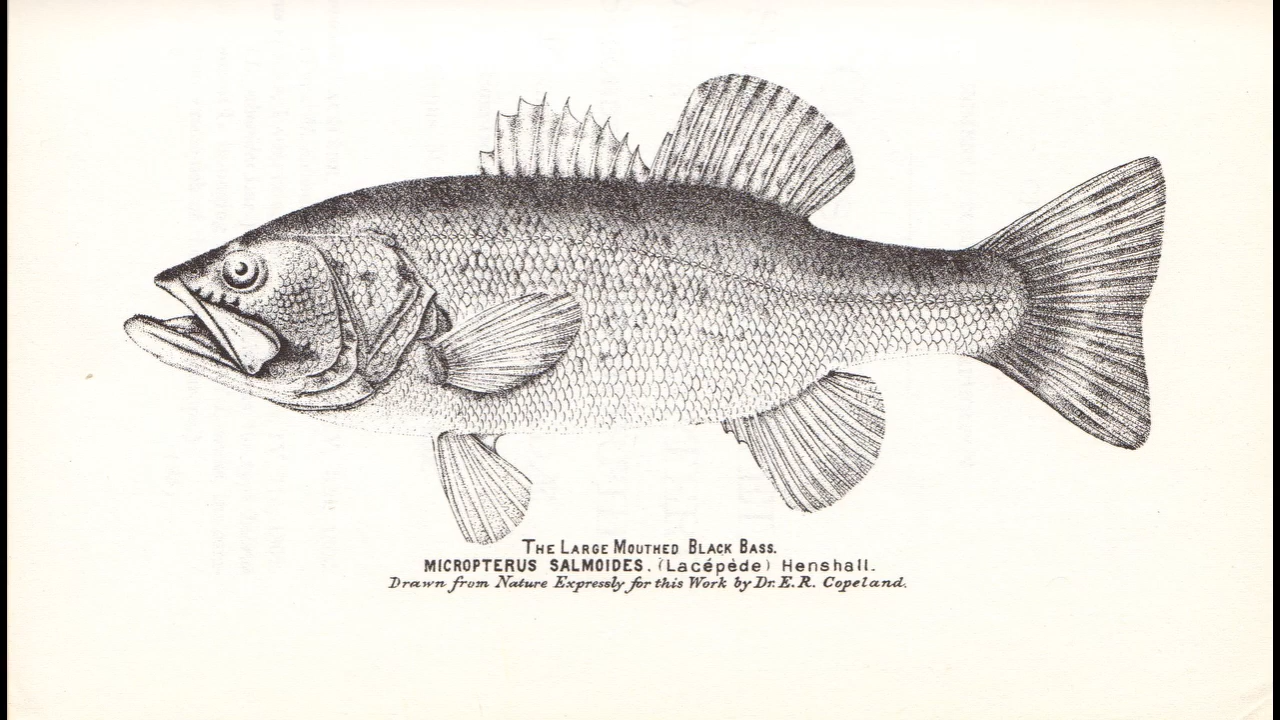 THE LARGE MOUTHED BLACK BASS.
MICROPTERUS SALMOIDES. (Lacépède) Henshall.
Drawn from Nature Expressly for this Work by Dr. E. R. Copeland.